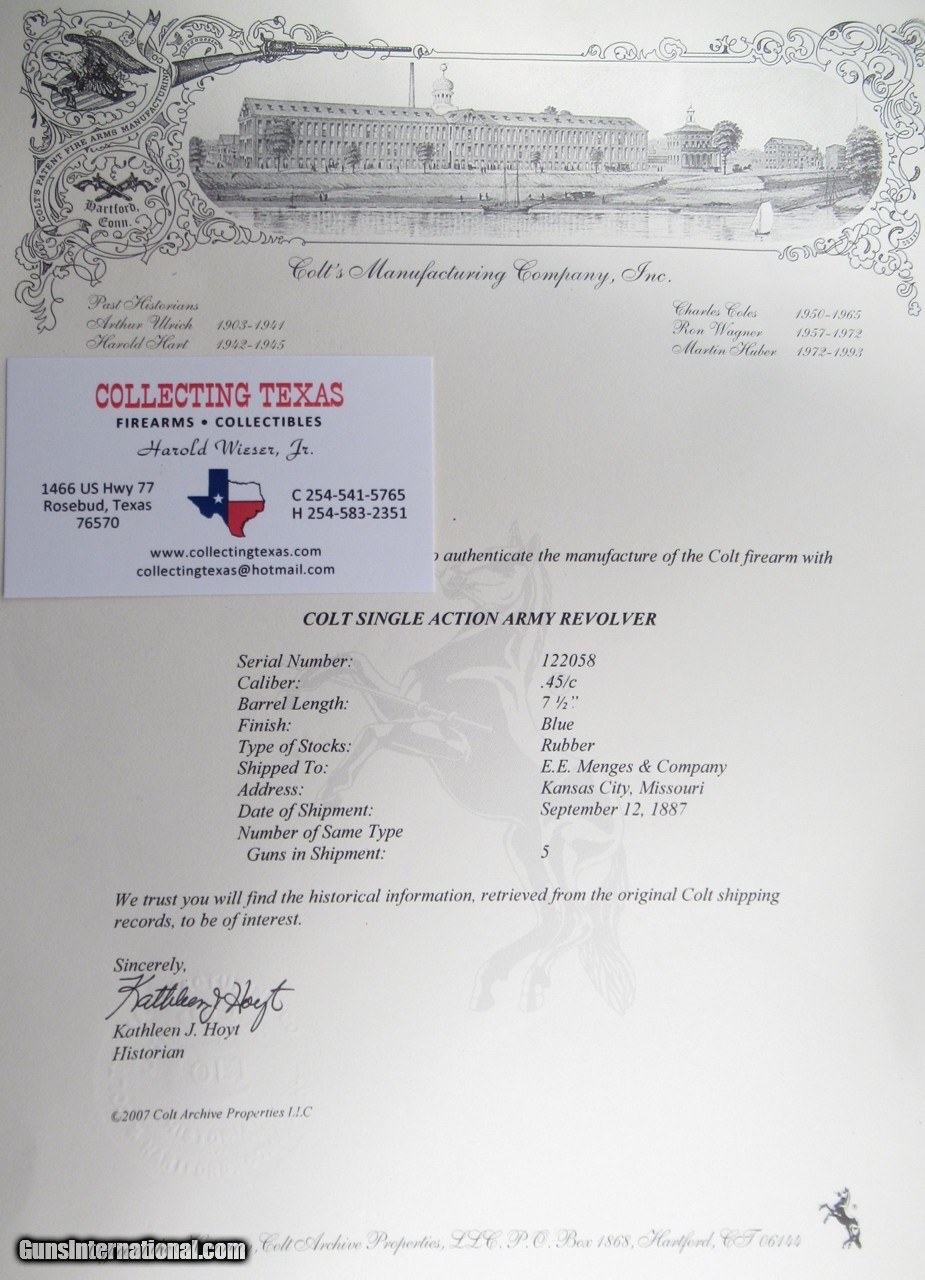 COLT'S PATENT FIRE ARMS MANUFACTURING CO
Hartford,
Conn.
Colt's Manufacturing Company, Inc.
Past Historians
Arthur Ulrich 1903-1941
Harold Hart 1942-1945
Charles Coles 1950-1965
Ron Wagner 1957-1972
Martin Huber 1972-1993
COLLECTING TEXAS
FIREARMS • COLLECTIBLES
Harold Wieser, Jr.
1466 US Hwy 77
Rosebud, Texas
76570
C 254-541-5765
H 254-583-2351
www.collectingtexas.com
collectingtexas@hotmail.com
authenticate the manufacture of the Colt firearm with
COLT SINGLE ACTION ARMY REVOLVER
Serial Number: 122058
Caliber: .45/c
Barrel Length: 7 ½"
Finish: Blue
Type of Stocks: Rubber
Shipped To: E.E. Menges & Company
Address: Kansas City, Missouri
Date of Shipment: September 12, 1887
Number of Same Type
Guns in Shipment: 5
We trust you will find the historical information, retrieved from the original Colt shipping
records, to be of interest.
Sincerely,
Kathleen J Hoyt
Kathleen J. Hoyt
Historian
©2007 Colt Archive Properties LLC
Colt Archive Properties, LLC. P.O. Box 1868, Hartford, CT 06144
GunsInternational.com